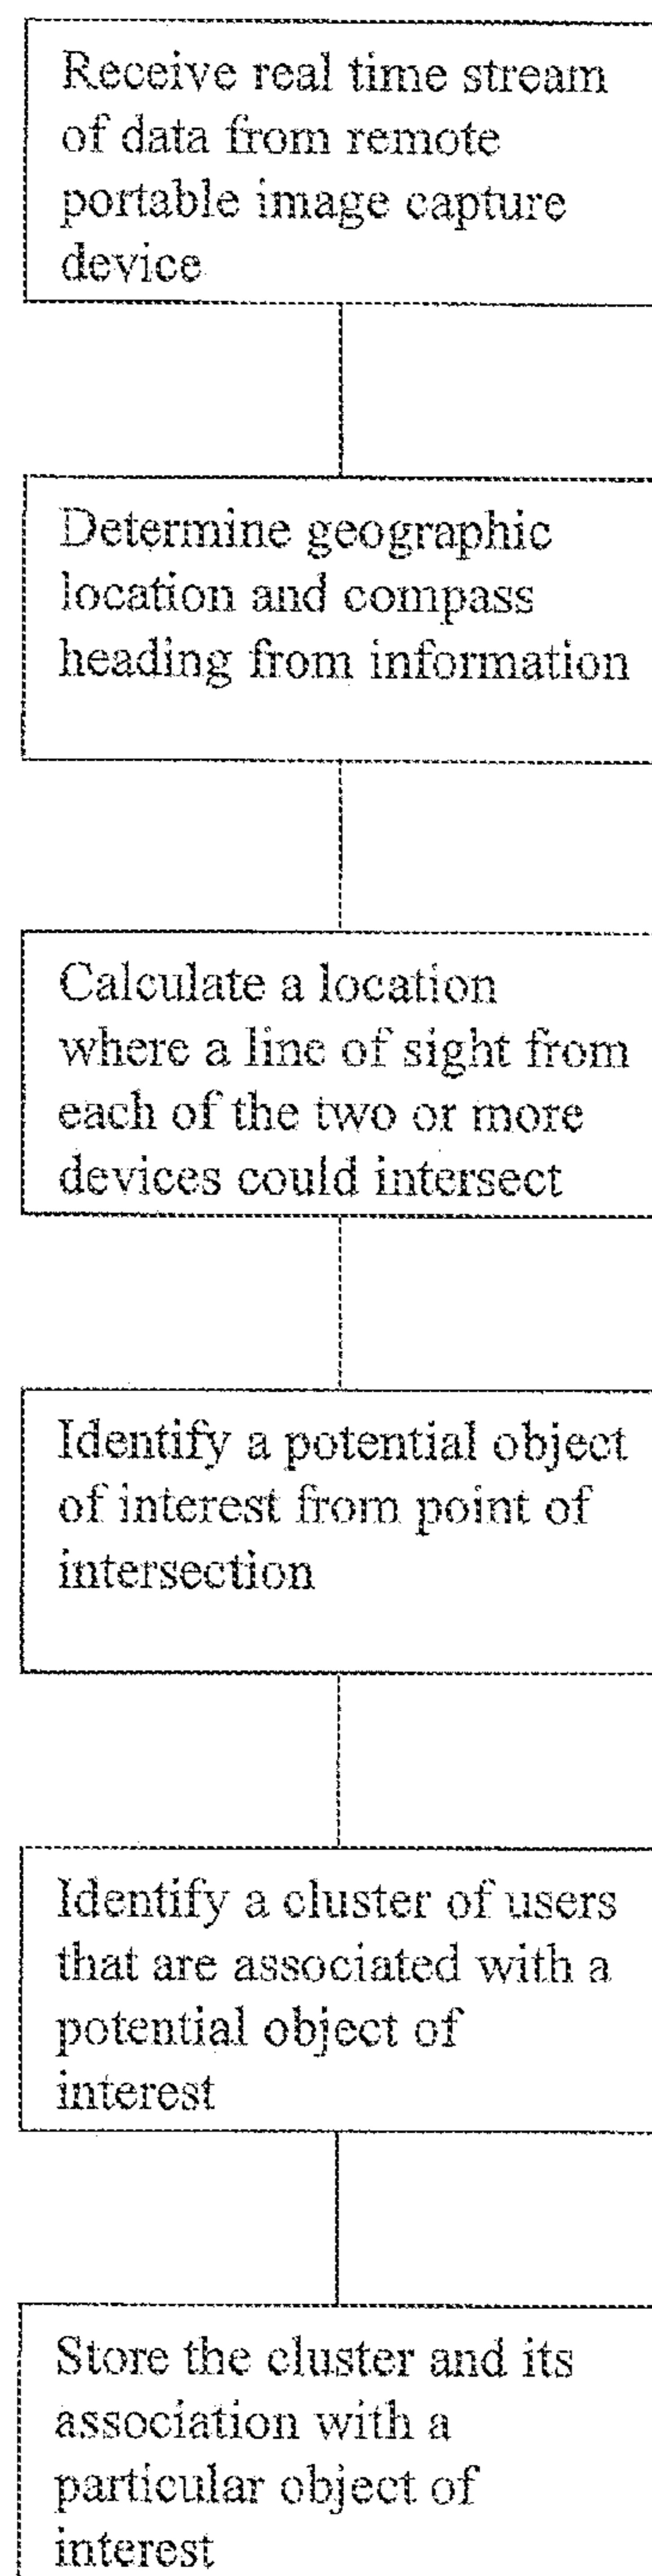 Receive real time stream
of data from remote
portable image capture
device
Determine geographic
location and compass
heading from information
Calculate a location
where a line of sight from
each of the two or more
devices could intersect
Identify a potential object
of interest from point of
intersection
Identify a cluster of users
that are associated with a
potential object of
interest
Store the cluster and its
association with a
particular object of
interest